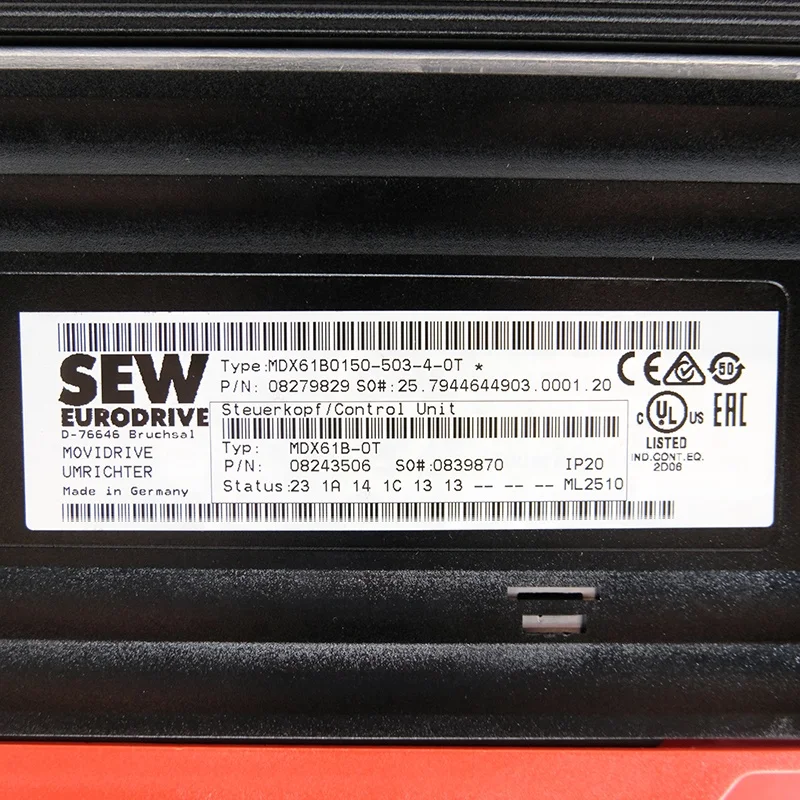 SEW
EURODRIVE
D-76646 Bruchsal
MOVIDRIVE
UMRICHTER
Made in Germany
Type:MDX61B0150-503-4-0T *
P/N: 08279829 SO#: 25.7944644903.0001.20
Steuerkopf/Control Unit
Typ: MDX61B-0T
P/N: 08243506 SO#:0839870 IP20
Status:23 1A 14 1C 13 13 -- -- -- ML2510
CE 50
C UL US EAC
LISTED
IND.CONT.EQ.
2D06